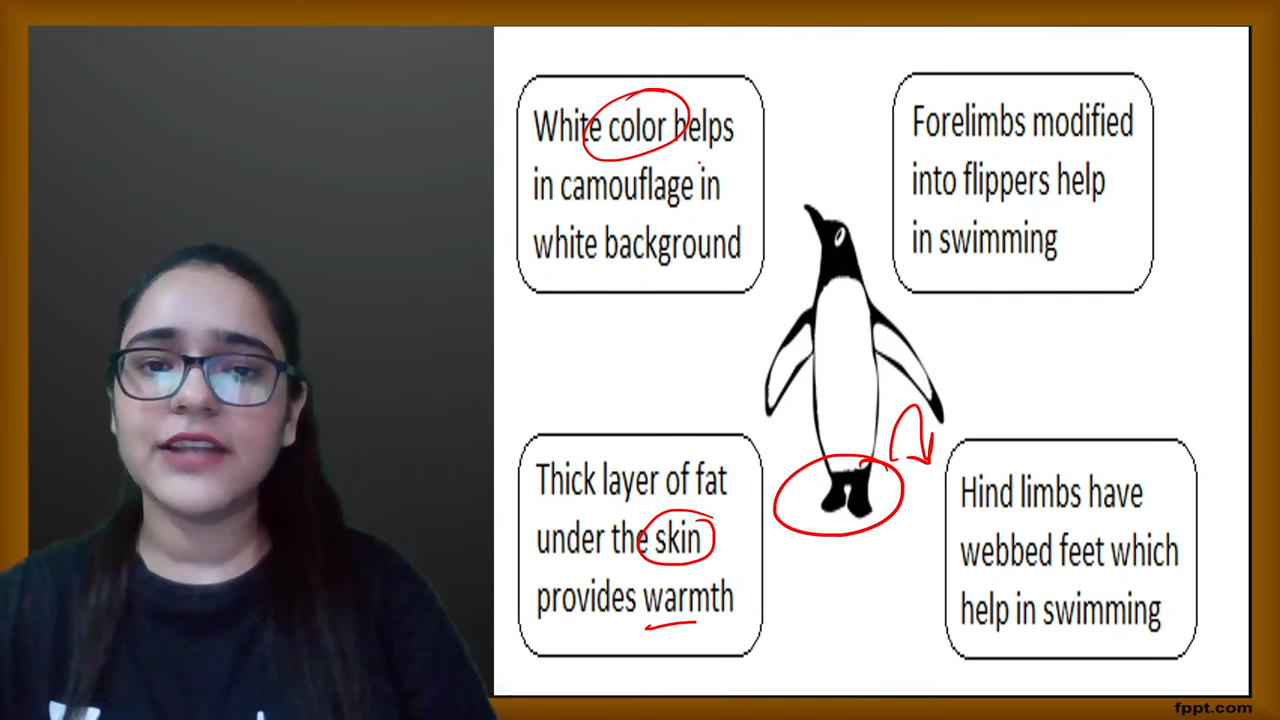 White color helps
in camouflage in
white background
Forelimbs modified
into flippers help
in swimming
Thick layer of fat
under the skin
provides warmth
Hind limbs have
webbed feet which
help in swimming
fppt.com